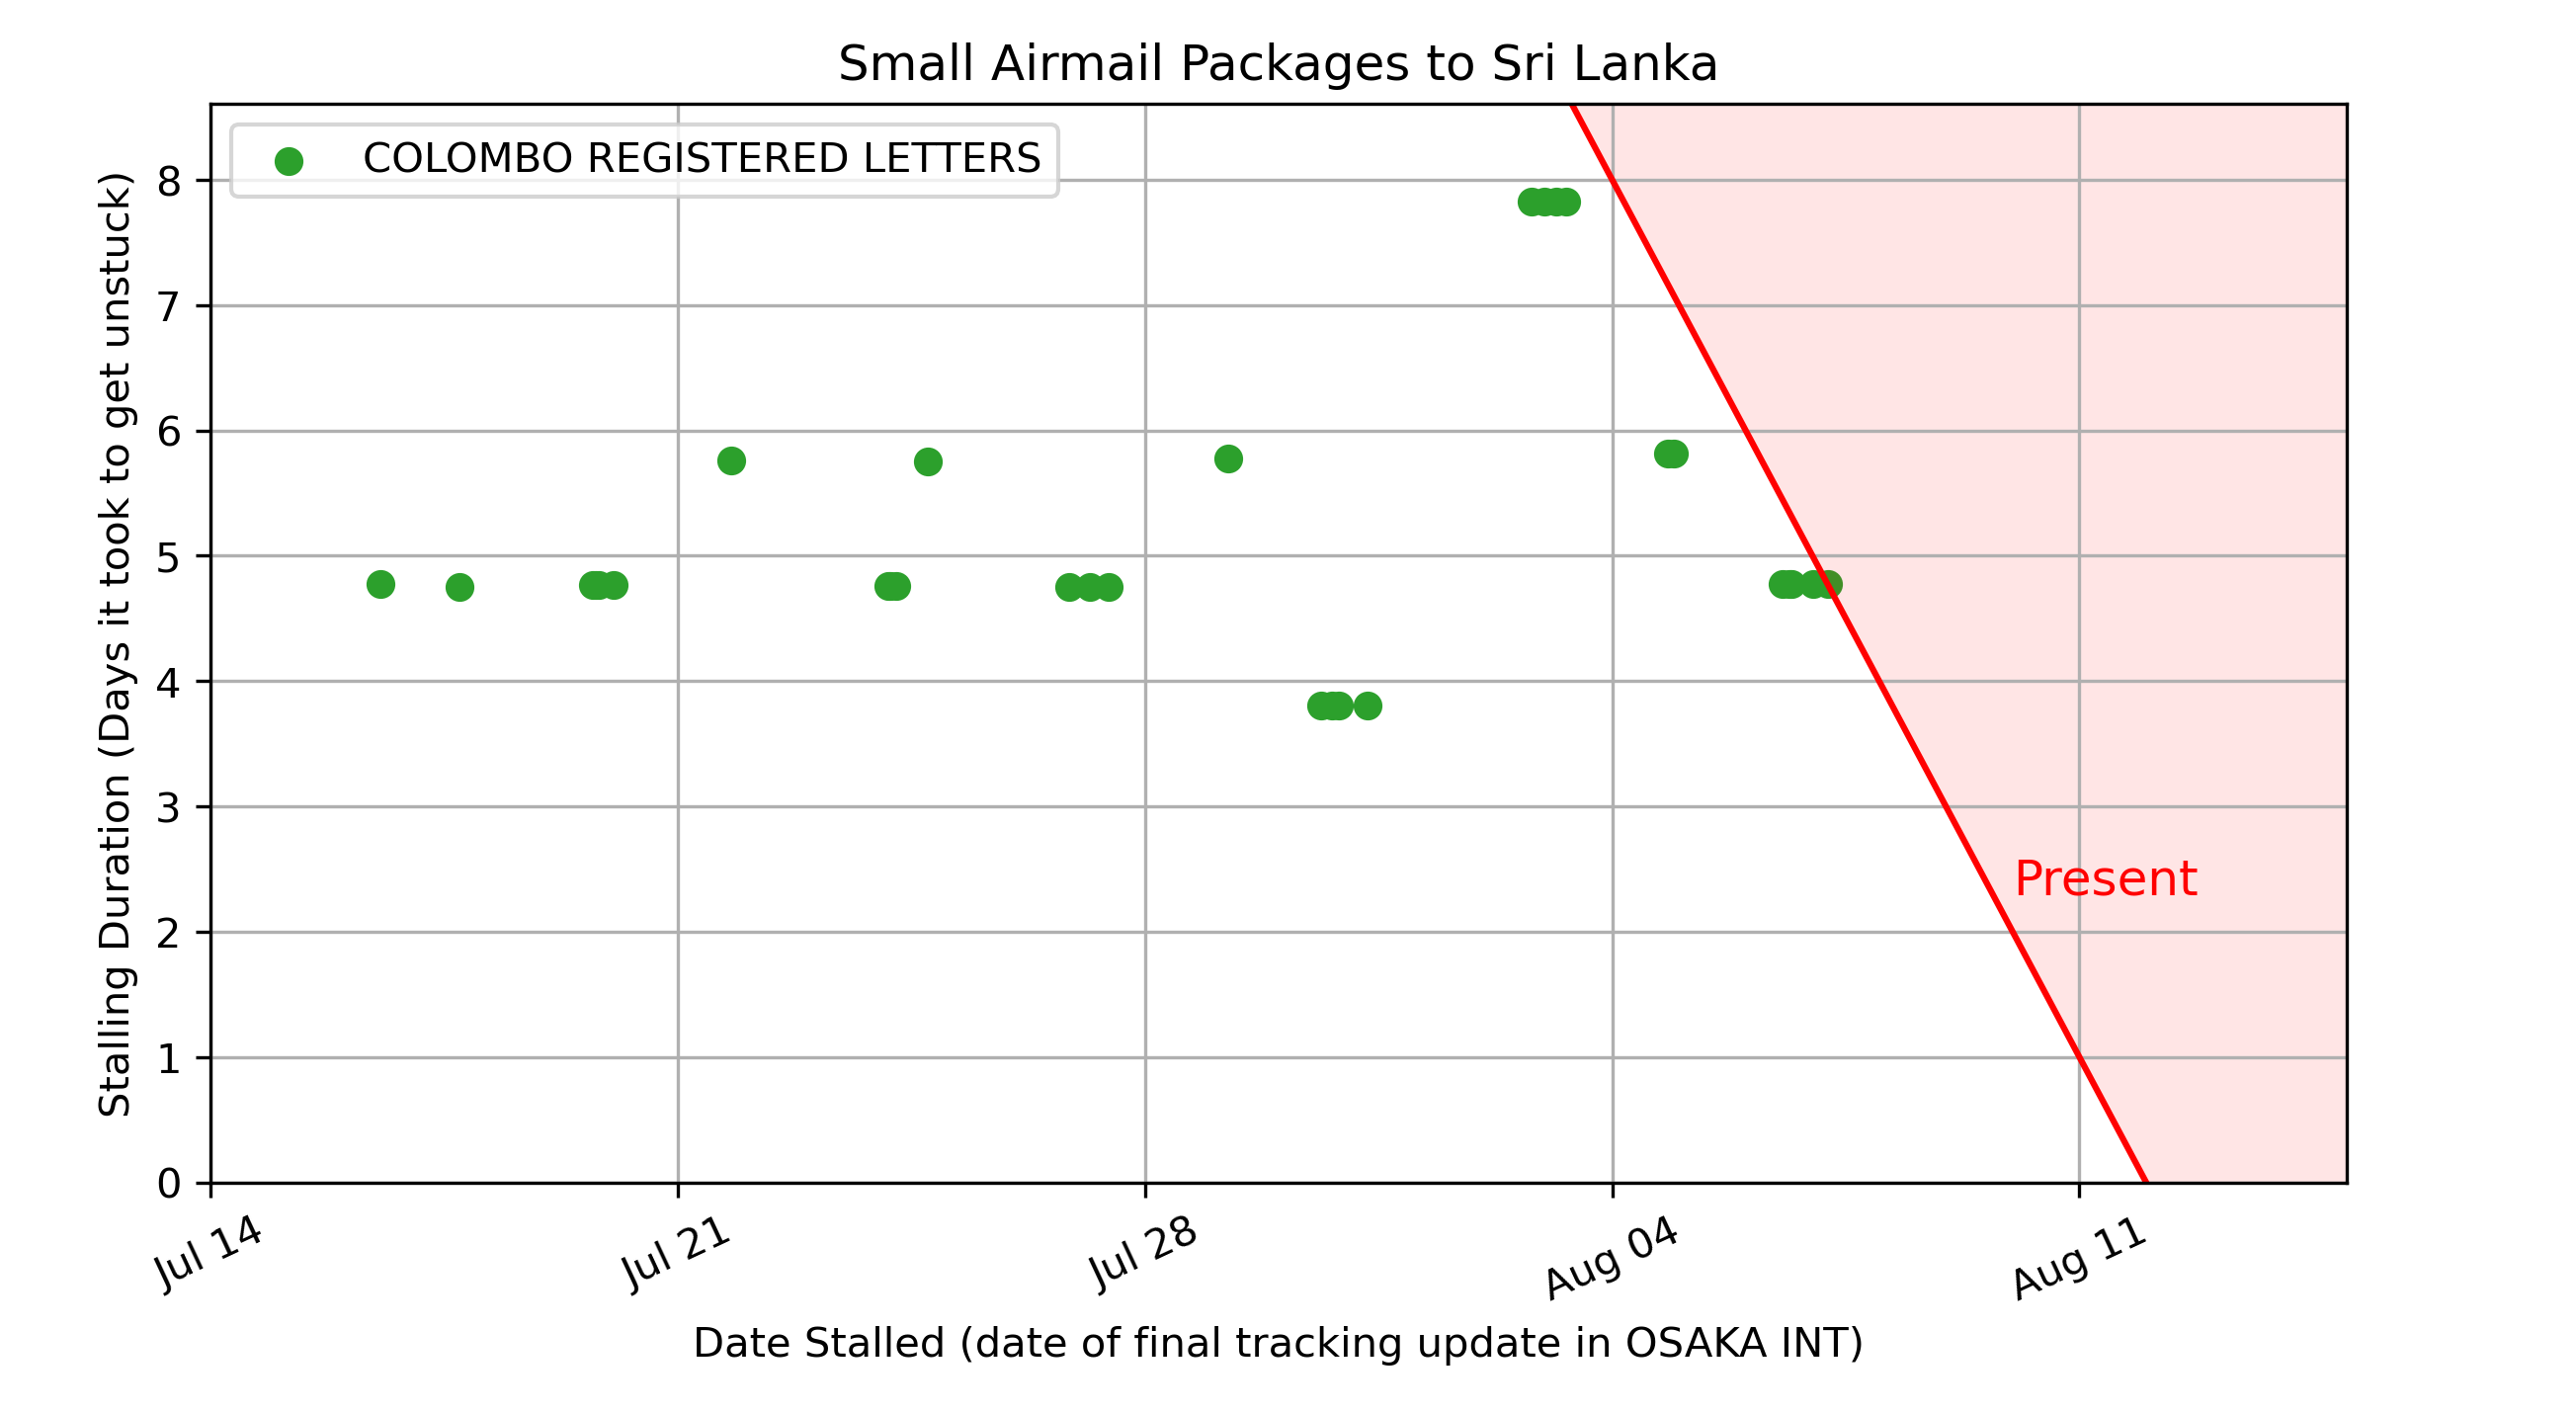 Small Airmail Packages to Sri Lanka
COLOMBO REGISTERED LETTERS
Stalling Duration (Days it took to get unstuck)
8
7
6
5
4
3
2
1
0
Present
Jul 14
Jul 21
Jul 28
Aug 04
Aug 11
Date Stalled (date of final tracking update in OSAKA INT)